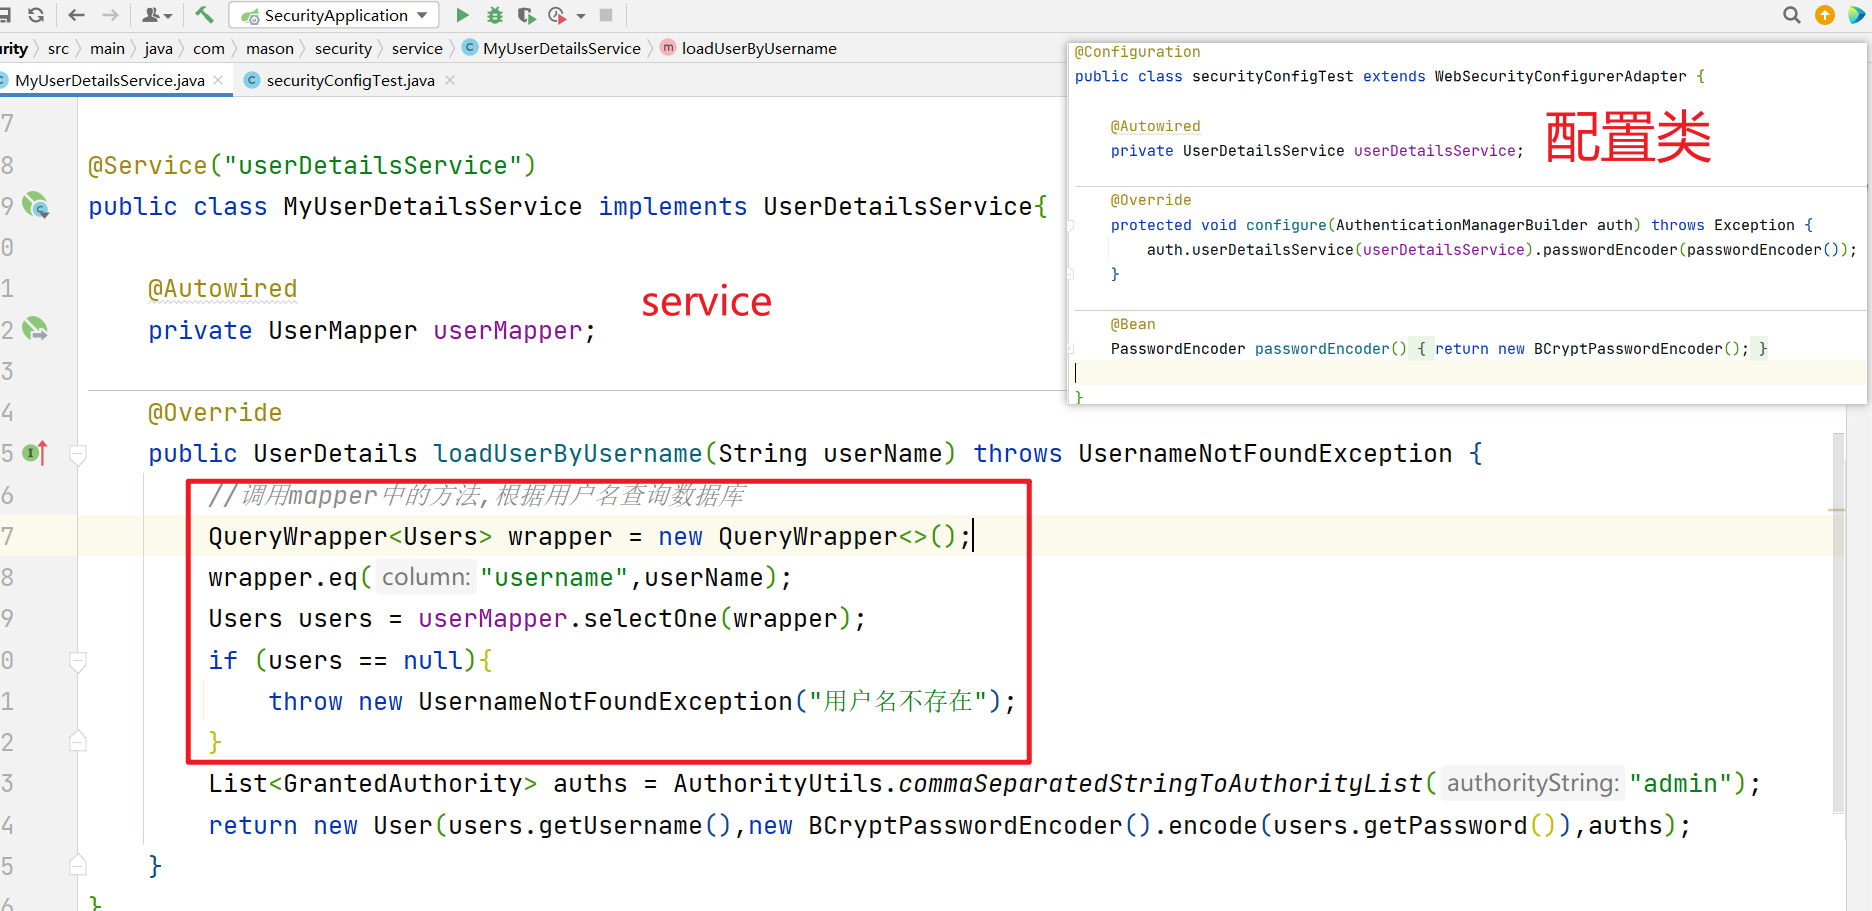 SecurityApplication
rity src main java com mason security service MyUserDetailsService loadUserByUsername
MyUserDetailsService.java securityConfigTest.java
7
8 @Service("userDetailsService")
9 public class MyUserDetailsService implements UserDetailsService{
0
1 @Autowired
2 private UserMapper userMapper;
3
4 @Override
5 public UserDetails loadUserByUsername(String userName) throws UsernameNotFoundException {
6 //调用mapper中的方法,根据用户名查询数据库
7 QueryWrapper<Users> wrapper = new QueryWrapper<>();
8 wrapper.eq( column: "username",userName);
9 Users users = userMapper.selectOne(wrapper);
0 if (users == null){
1 throw new UsernameNotFoundException("用户名不存在");
2 }
3 List<GrantedAuthority> auths = AuthorityUtils.commaSeparatedStringToAuthorityList( authorityString: "admin");
4 return new User(users.getUsername(),new BCryptPasswordEncoder().encode(users.getPassword()),auths);
5 }
6 }
service
@Configuration
public class securityConfigTest extends WebSecurityConfigurerAdapter {
@Autowired
private UserDetailsService userDetailsService;
配置类
@Override
protected void configure(AuthenticationManagerBuilder auth) throws Exception {
auth.userDetailsService(userDetailsService).passwordEncoder(passwordEncoder());
}
@Bean
PasswordEncoder passwordEncoder() { return new BCryptPasswordEncoder(); }
}